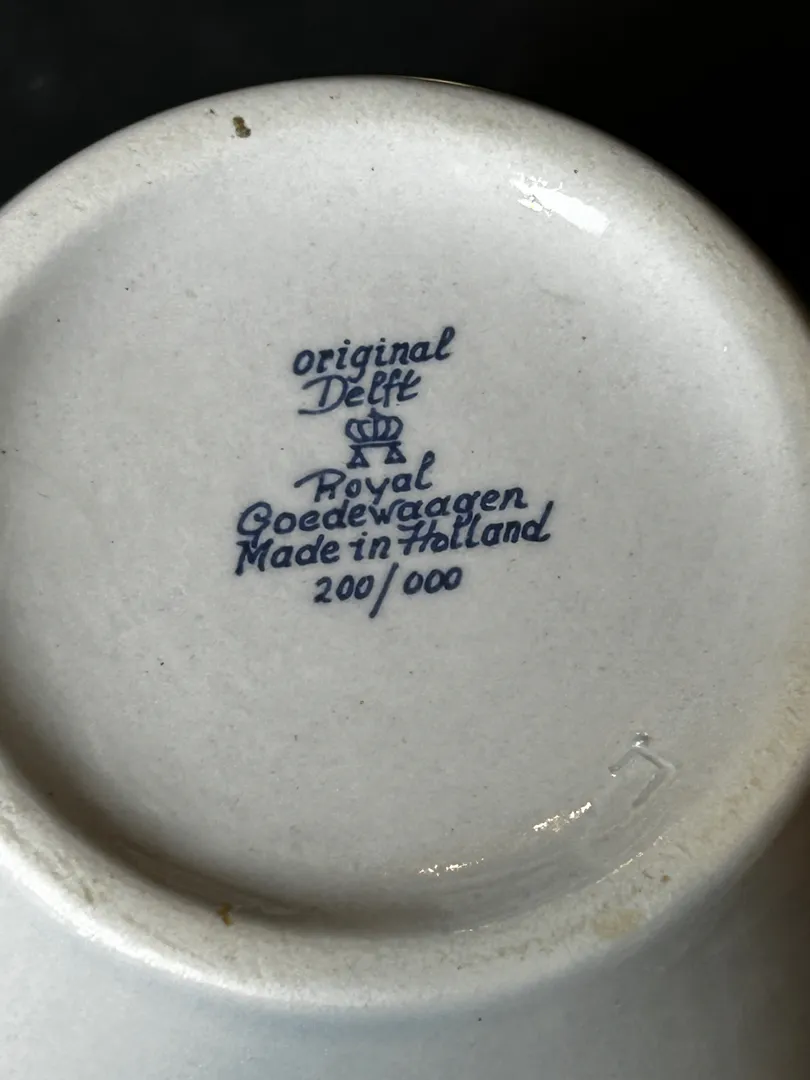 original
Delft
Royal
Goedewaagen
Made in Holland
200/000